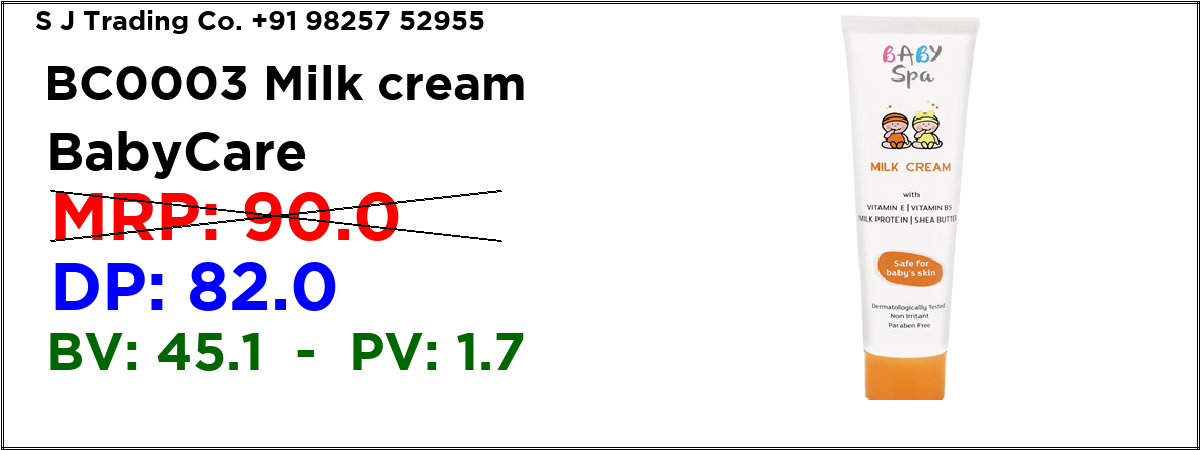 S J Trading Co. +91 98257 52955
BC0003 Milk cream
BabyCare
MRP: 90.0
DP: 82.0
BV: 45.1 - PV: 1.7
BABY
Spa
MILK CREAM
with
VITAMIN E | VITAMIN B5
MILK PROTEIN | SHEA BUTTER
Safe for
baby's skin
Dermatologically Tested
Non Irritant
Paraben Free